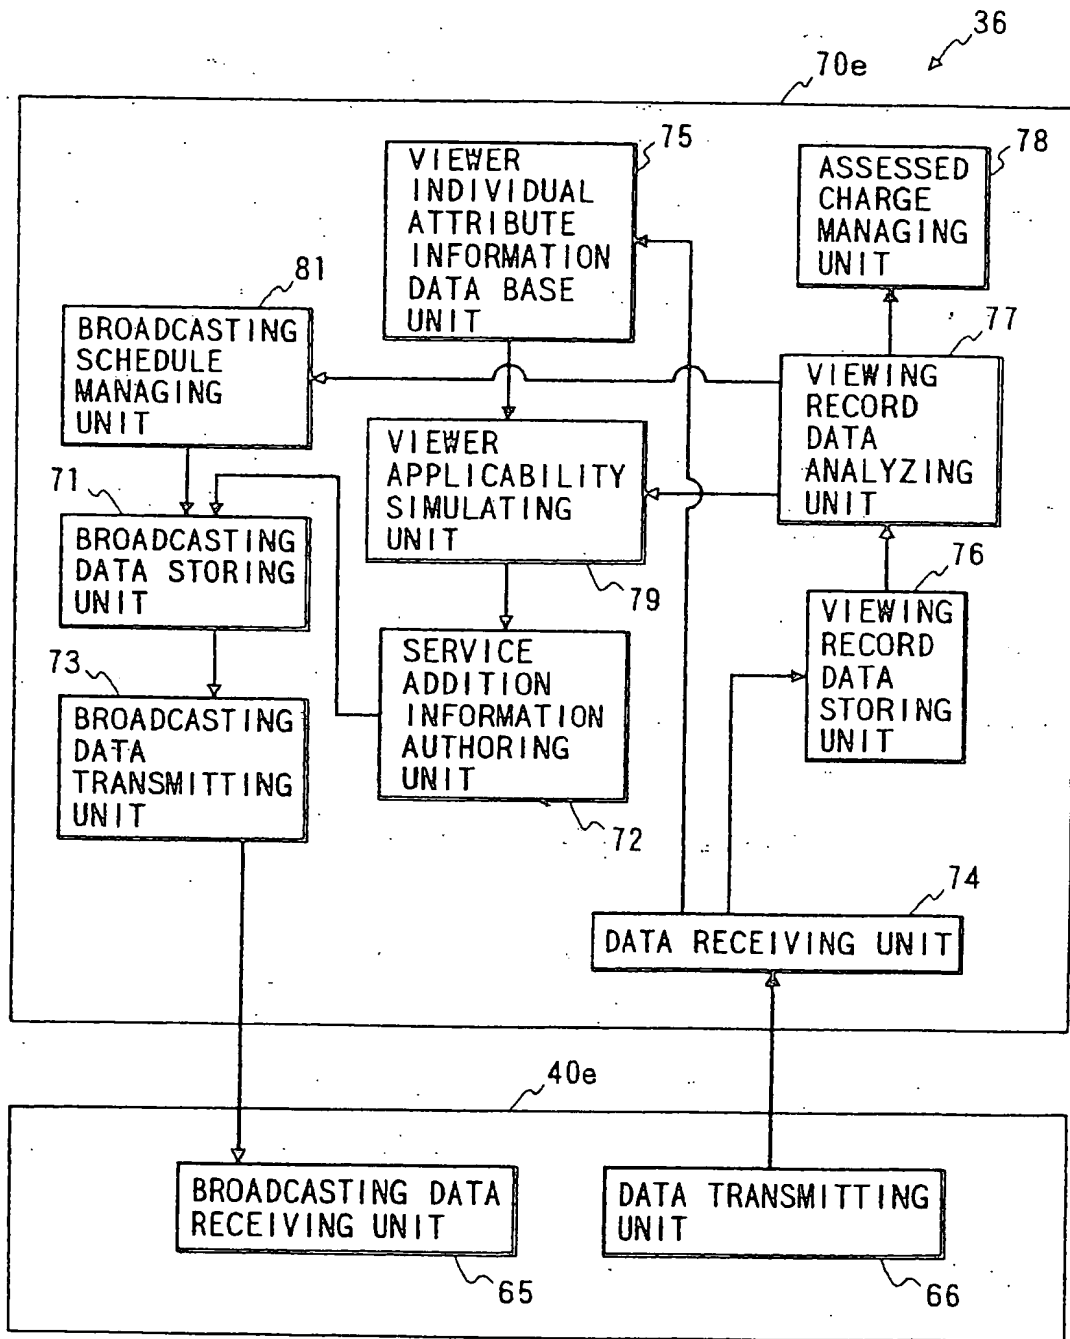 36
70e
75
VIEWER
INDIVIDUAL
ATTRIBUTE
INFORMATION
DATA BASE
UNIT
78
ASSESSED
CHARGE
MANAGING
UNIT
81
BROADCASTING
SCHEDULE
MANAGING
UNIT
77
VIEWING
RECORD
DATA
ANALYZING
UNIT
VIEWER
APPLICABILITY
SIMULATING
UNIT
79
71
BROADCASTING
DATA STORING
UNIT
76
VIEWING
RECORD
DATA
STORING
UNIT
73
BROADCASTING
DATA
TRANSMITTING
UNIT
SERVICE
ADDITION
INFORMATION
AUTHORING
UNIT
72
74
DATA RECEIVING UNIT
40e
BROADCASTING DATA
RECEIVING UNIT
65
DATA TRANSMITTING
UNIT
66